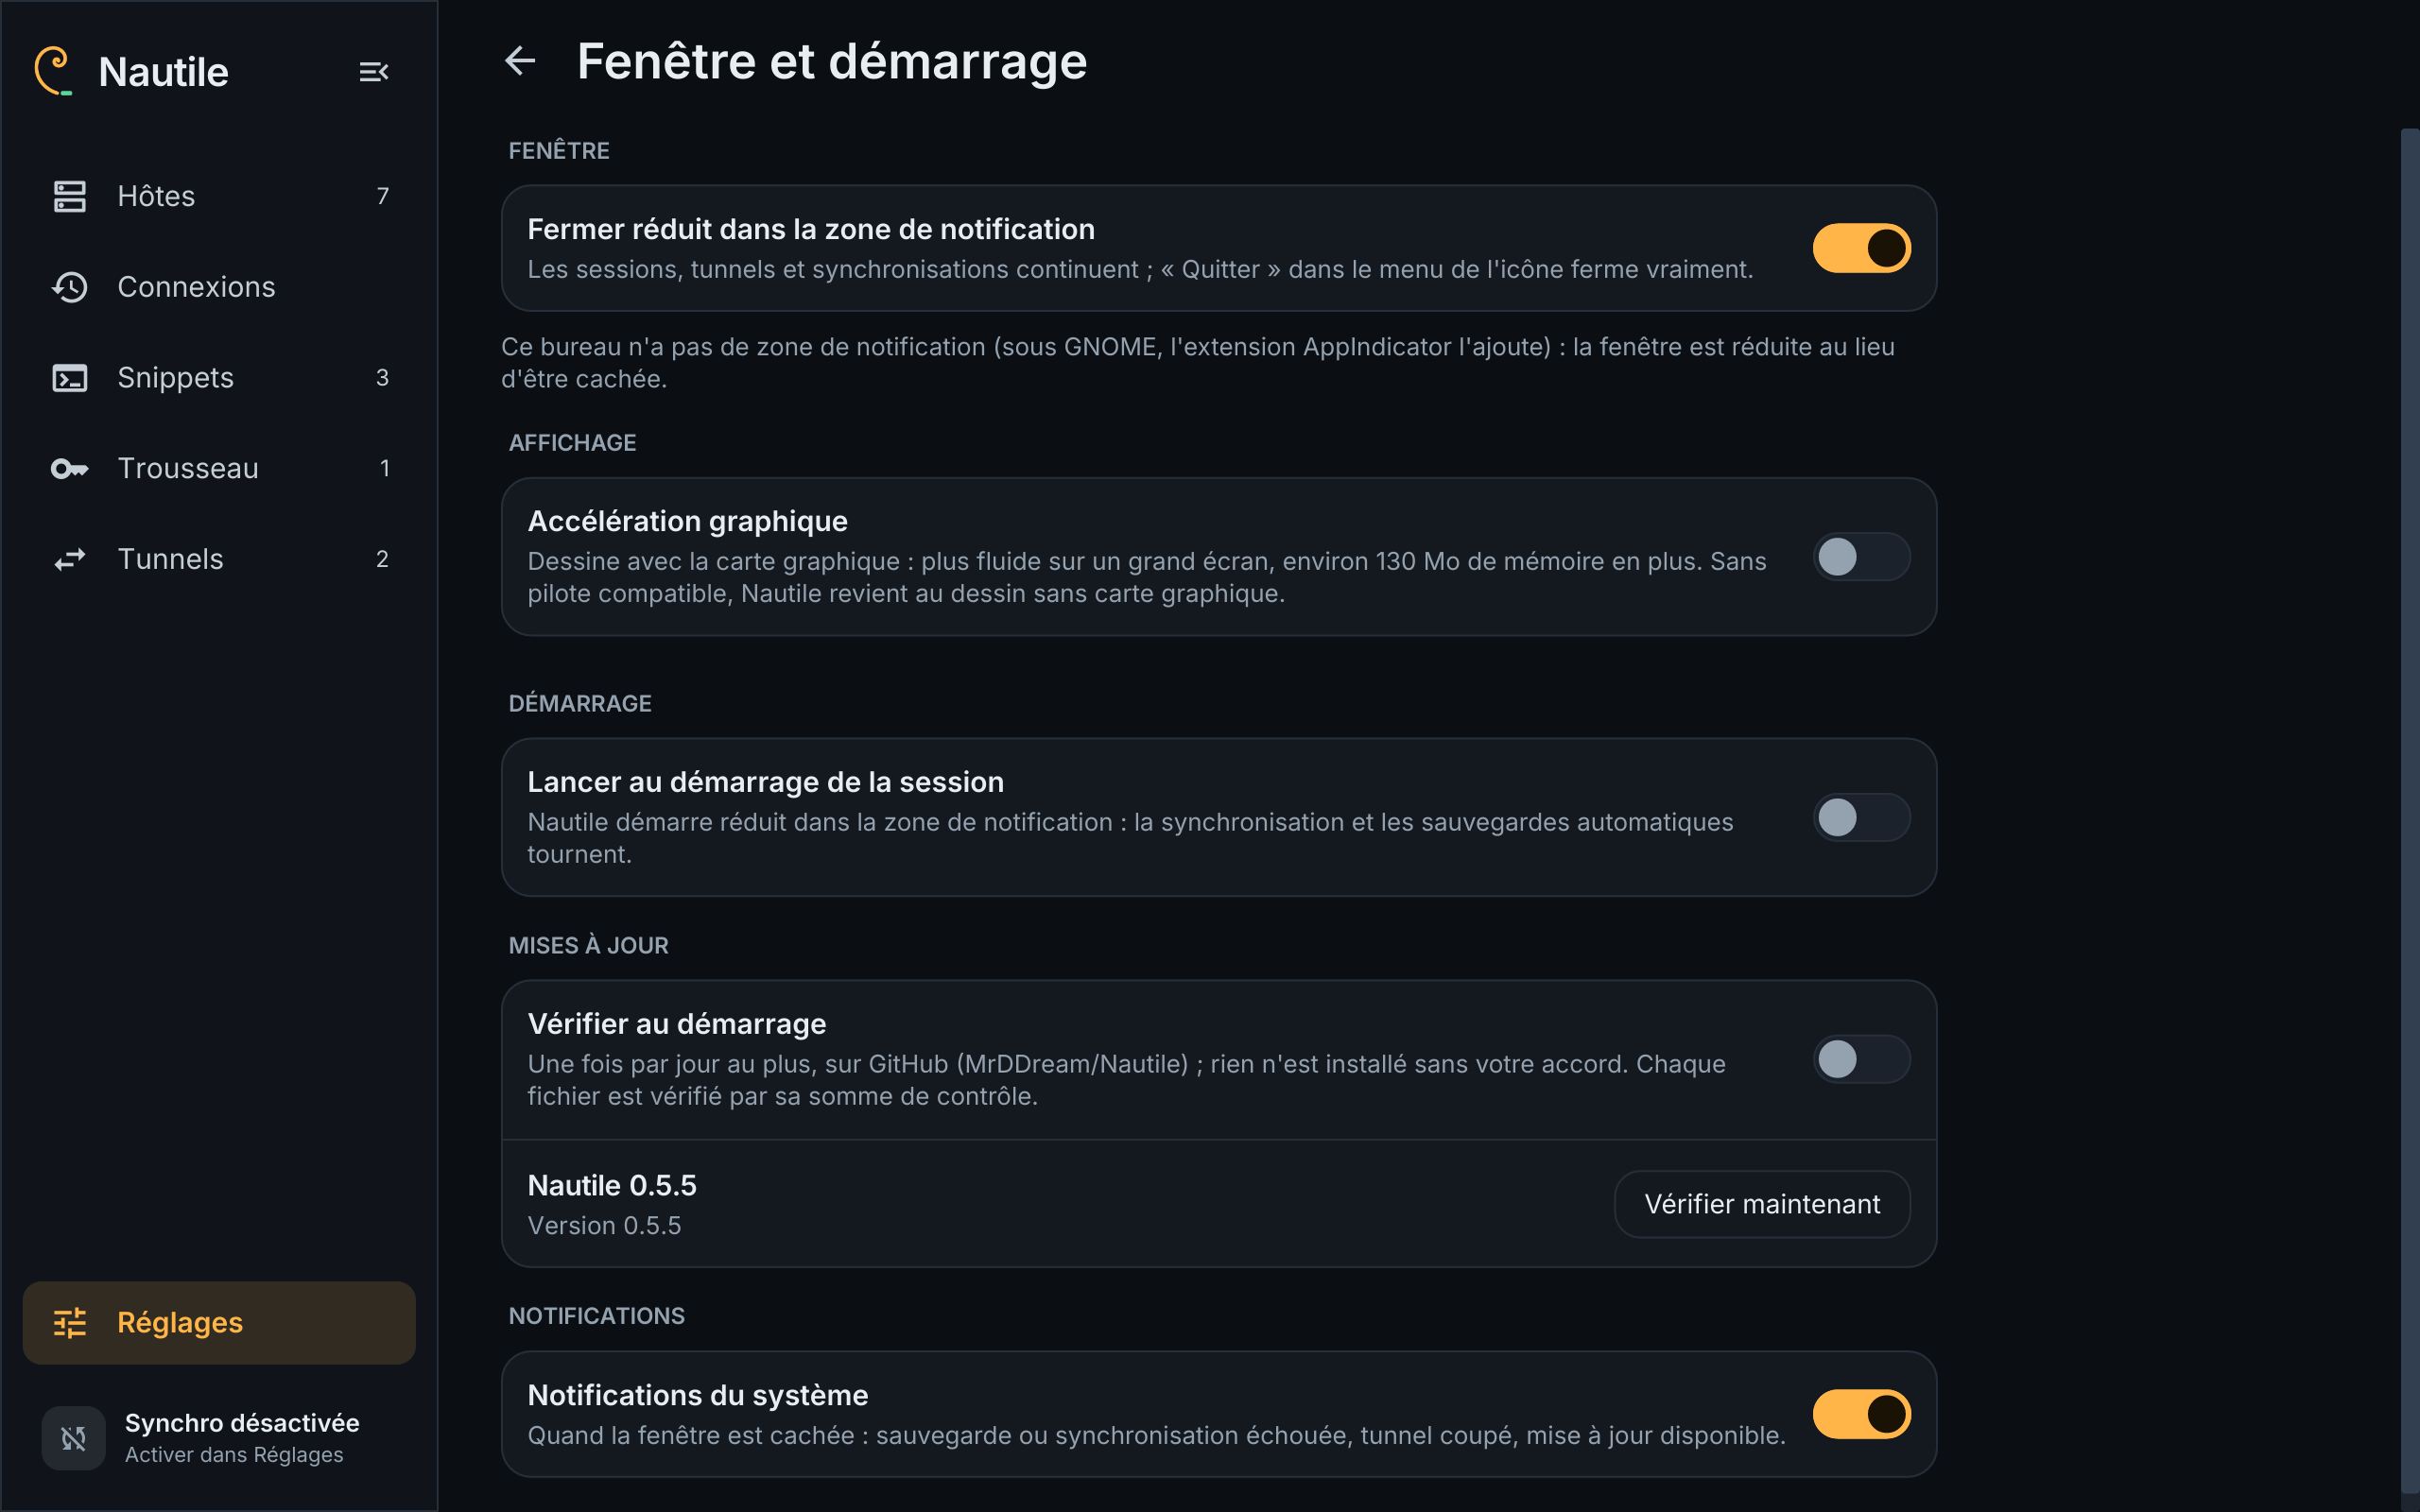 Nautile
Hôtes 7
Connexions
Snippets 3
Trousseau 1
Tunnels 2
Réglages
Synchro désactivée
Activer dans Réglages
Fenêtre et démarrage
FENÊTRE
Fermer réduit dans la zone de notification
Les sessions, tunnels et synchronisations continuent ; « Quitter » dans le menu de l'icône ferme vraiment.
Ce bureau n'a pas de zone de notification (sous GNOME, l'extension AppIndicator l'ajoute) : la fenêtre est réduite au lieu
d'être cachée.
AFFICHAGE
Accélération graphique
Dessine avec la carte graphique : plus fluide sur un grand écran, environ 130 Mo de mémoire en plus. Sans
pilote compatible, Nautile revient au dessin sans carte graphique.
DÉMARRAGE
Lancer au démarrage de la session
Nautile démarre réduit dans la zone de notification : la synchronisation et les sauvegardes automatiques
tournent.
MISES À JOUR
Vérifier au démarrage
Une fois par jour au plus, sur GitHub (MrDDream/Nautile) ; rien n'est installé sans votre accord. Chaque
fichier est vérifié par sa somme de contrôle.
Nautile 0.5.5
Version 0.5.5
Vérifier maintenant
NOTIFICATIONS
Notifications du système
Quand la fenêtre est cachée : sauvegarde ou synchronisation échouée, tunnel coupé, mise à jour disponible.